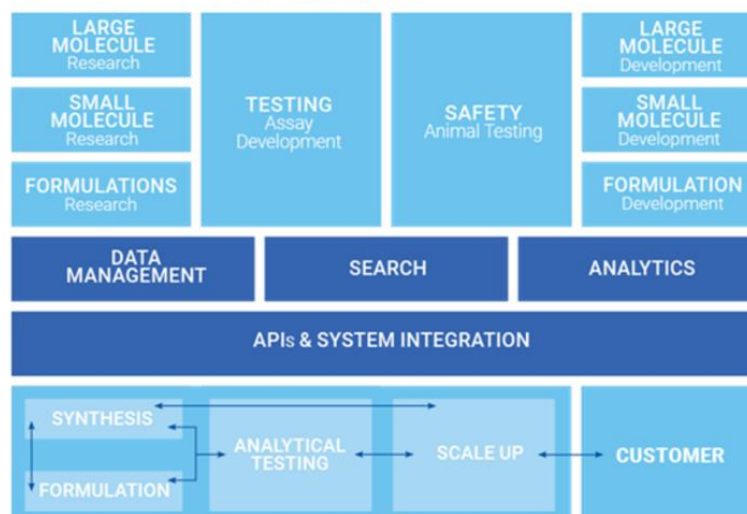 LARGE
MOLECULE
Research
SMALL
MOLECULE
Research
FORMULATIONS
Research
TESTING
Assay
Development
SAFETY
Animal Testing
LARGE
MOLECULE
Development
SMALL
MOLECULE
Development
FORMULATION
Development
DATA
MANAGEMENT
SEARCH
ANALYTICS
APIs & SYSTEM INTEGRATION
SYNTHESIS
FORMULATION
ANALYTICAL
TESTING
SCALE UP
CUSTOMER